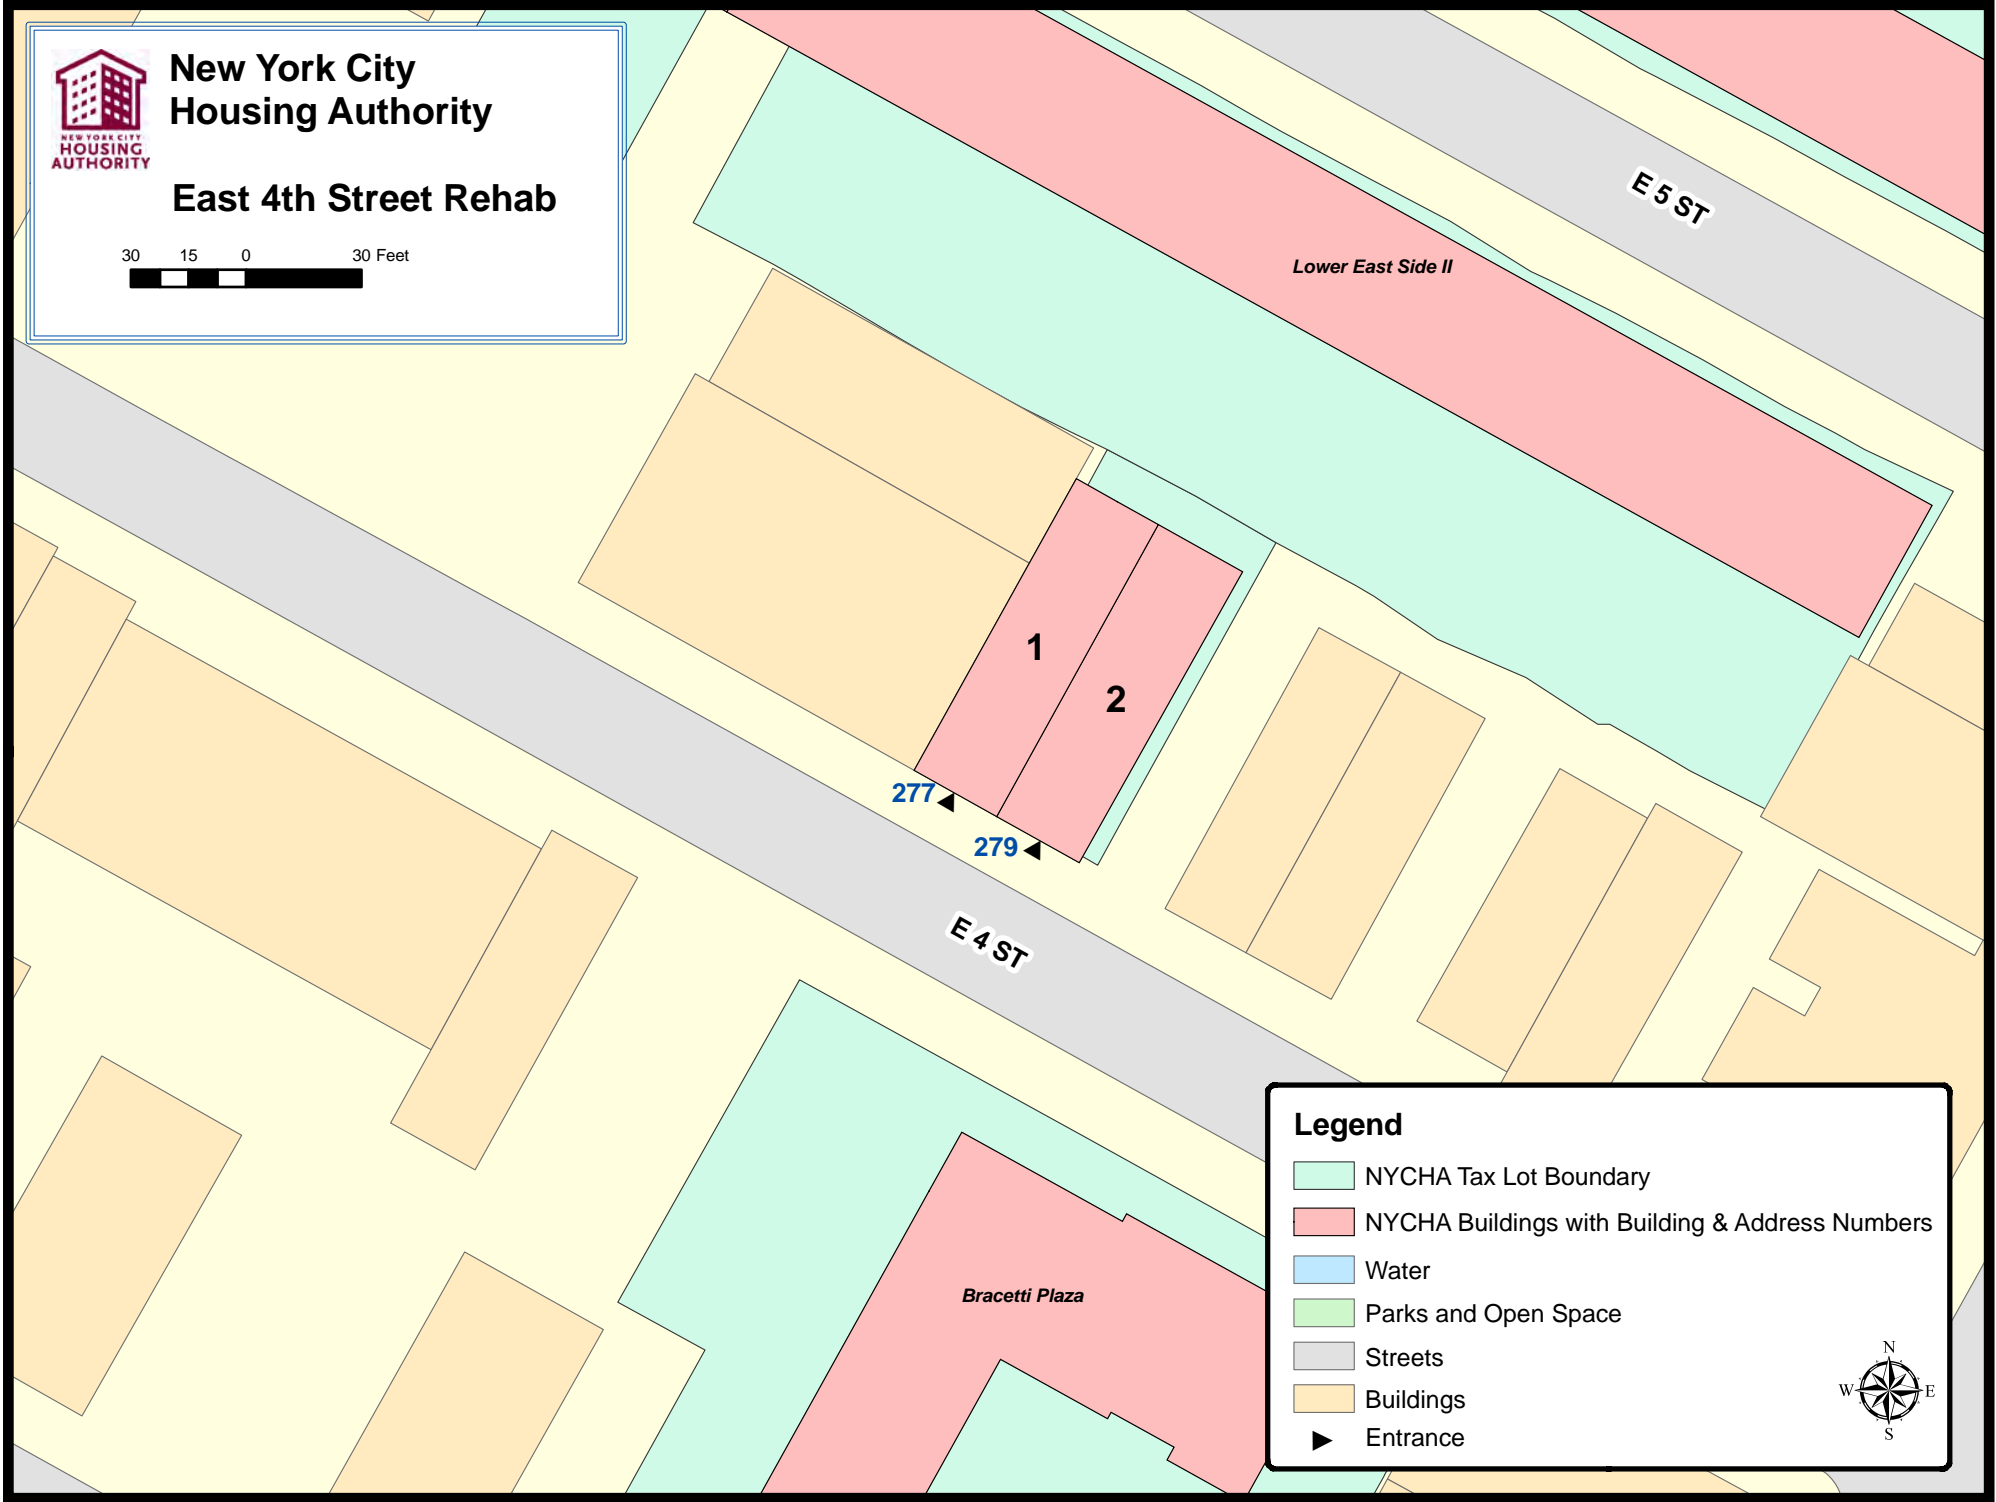 New York City
Housing Authority
NEW YORK CITY
HOUSING
AUTHORITY
East 4th Street Rehab
30 15 0 30 Feet
E 5 ST
Lower East Side II
1
2
277
279
E 4 ST
Bracetti Plaza
Legend
NYCHA Tax Lot Boundary
NYCHA Buildings with Building & Address Numbers
Water
Parks and Open Space
Streets
Buildings
Entrance
N
W E
S